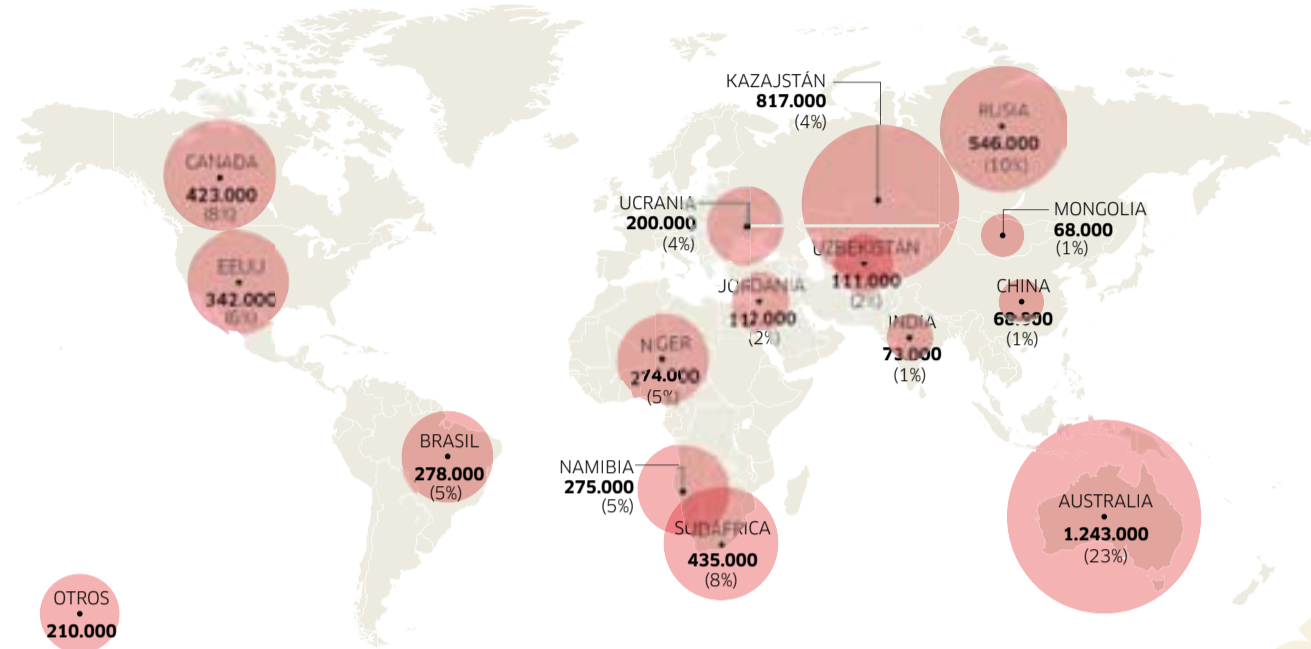 KAZAJSTÁN
817.000
(4%)
RUSIA
546.000
(10%)
CANADA
423.000
(8%)
UCRANIA
200.000
(4%)
MONGOLIA
68.000
(1%)
UZBEKISTÁN
111.000
(2%)
EEUU
342.000
(6%)
JORDANIA
112.000
(2%)
CHINA
(1%)
INDIA
73.000
(1%)
NIGER
(5%)
BRASIL
278.000
(5%)
NAMIBIA
275.000
(5%)
SUDÁFRICA
435.000
(8%)
AUSTRALIA
1.243.000
(23%)
OTROS
210.000